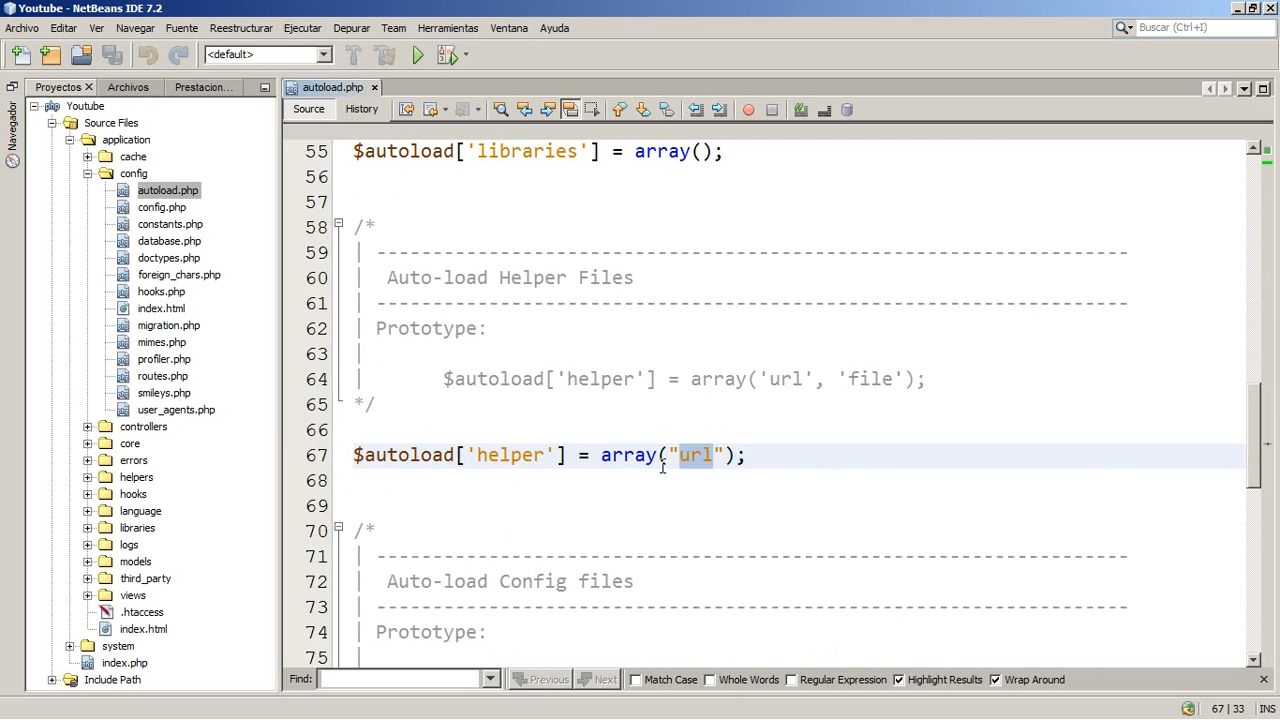 Youtube - NetBeans IDE 7.2
Archivo Editar Ver Navegar Fuente Reestructurar Ejecutar Depurar Team Herramientas Ventana Ayuda
Buscar (Ctrl+I)
<default>
Proyectos Archivos Prestacion...
autoload.php
Source History
Navegador
Youtube
Source Files
application
cache
config
autoload.php
config.php
constants.php
database.php
doctypes.php
foreign_chars.php
hooks.php
index.html
migration.php
mimes.php
profiler.php
routes.php
smileys.php
user_agents.php
controllers
core
errors
helpers
hooks
language
libraries
logs
models
third_party
views
.htaccess
index.html
system
index.php
Include Path
55 $autoload['libraries'] = array();
56
57
58 /*
59 | -------------------------------------------------------------------
60 | Auto-load Helper Files
61 | -------------------------------------------------------------------
62 | Prototype:
63 |
64 | $autoload['helper'] = array('url', 'file');
65 */
66
67 $autoload['helper'] = array("url");
68
69
70 /*
71 | -------------------------------------------------------------------
72 | Auto-load Config files
73 | -------------------------------------------------------------------
74 | Prototype:
75 |
Find: Previous Next Match Case Whole Words Regular Expression Highlight Results Wrap Around
67 | 33 INS